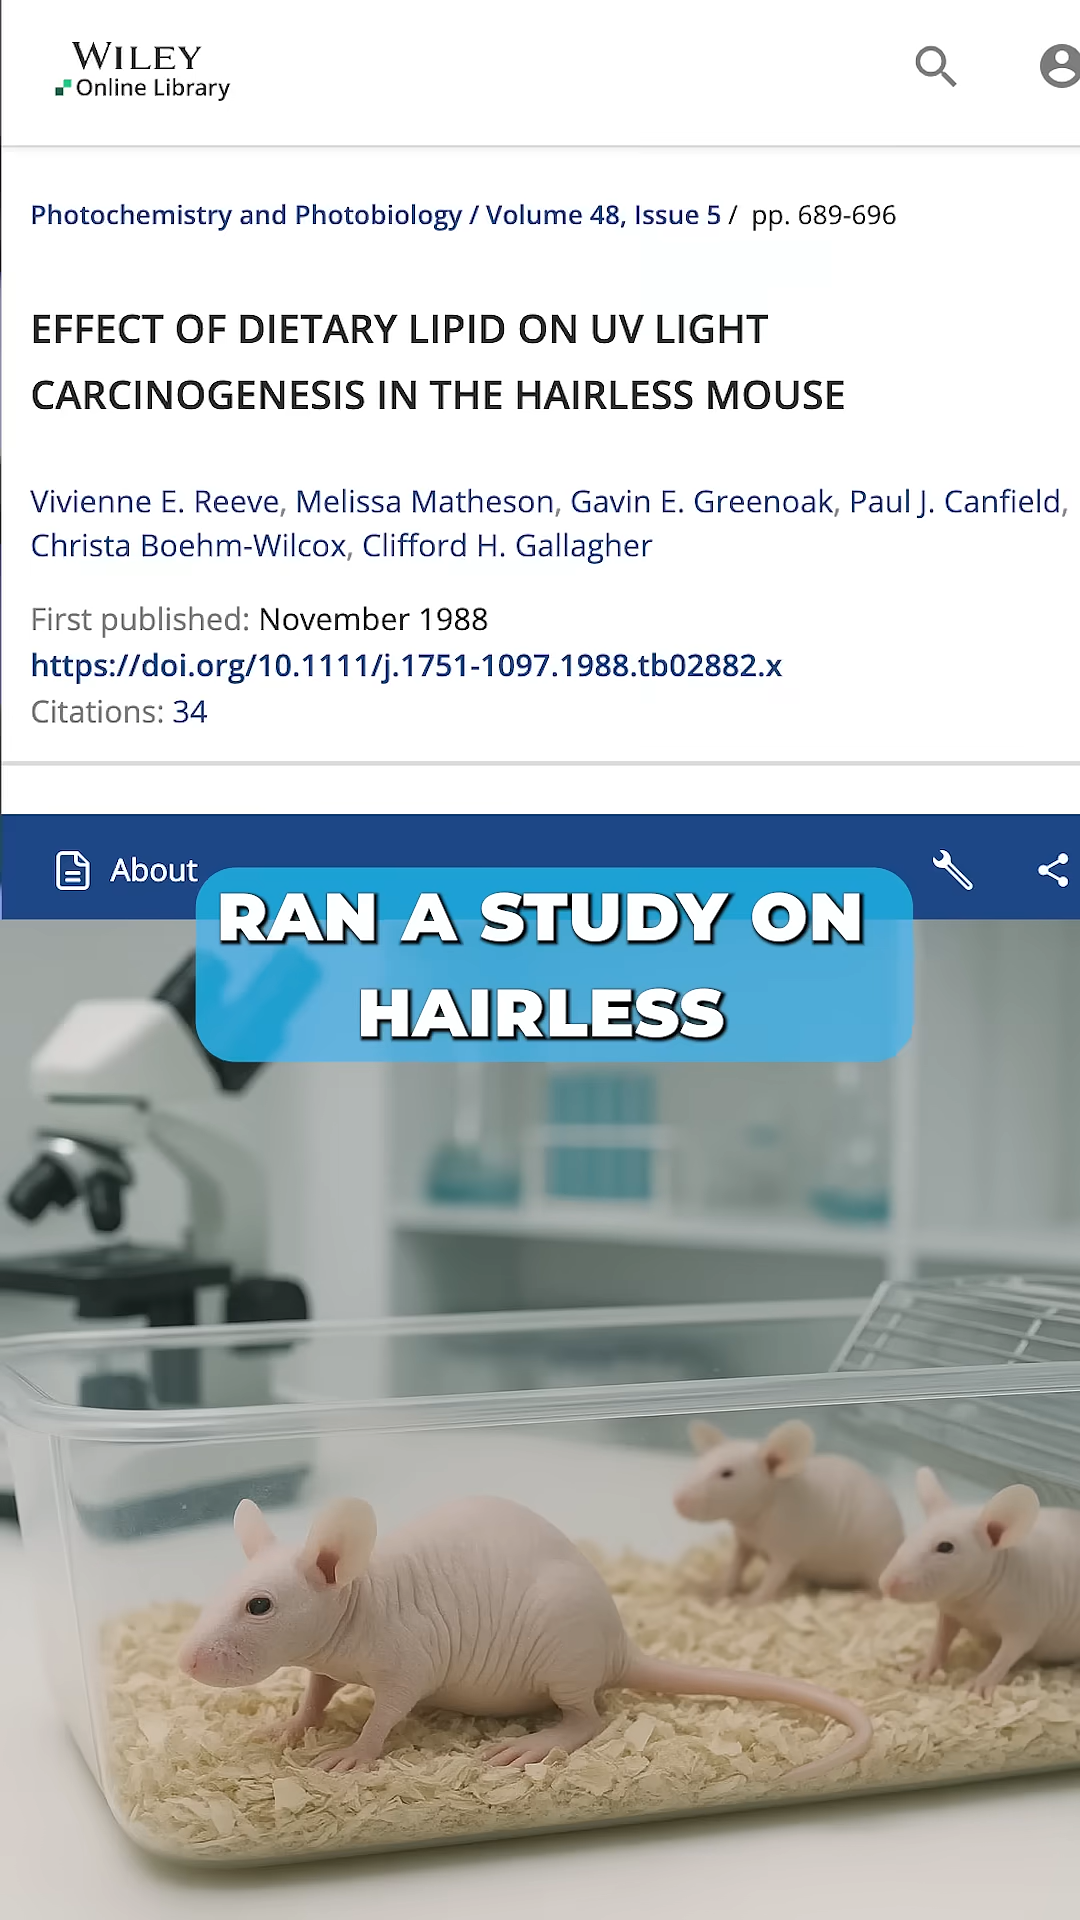 WILEY
Online Library
Photochemistry and Photobiology / Volume 48, Issue 5 / pp. 689-696
EFFECT OF DIETARY LIPID ON UV LIGHT
CARCINOGENESIS IN THE HAIRLESS MOUSE
Vivienne E. Reeve, Melissa Matheson, Gavin E. Greenoak, Paul J. Canfield,
Christa Boehm-Wilcox, Clifford H. Gallagher
First published: November 1988
https://doi.org/10.1111/j.1751-1097.1988.tb02882.x
Citations: 34
About
RAN A STUDY ON
HAIRLESS